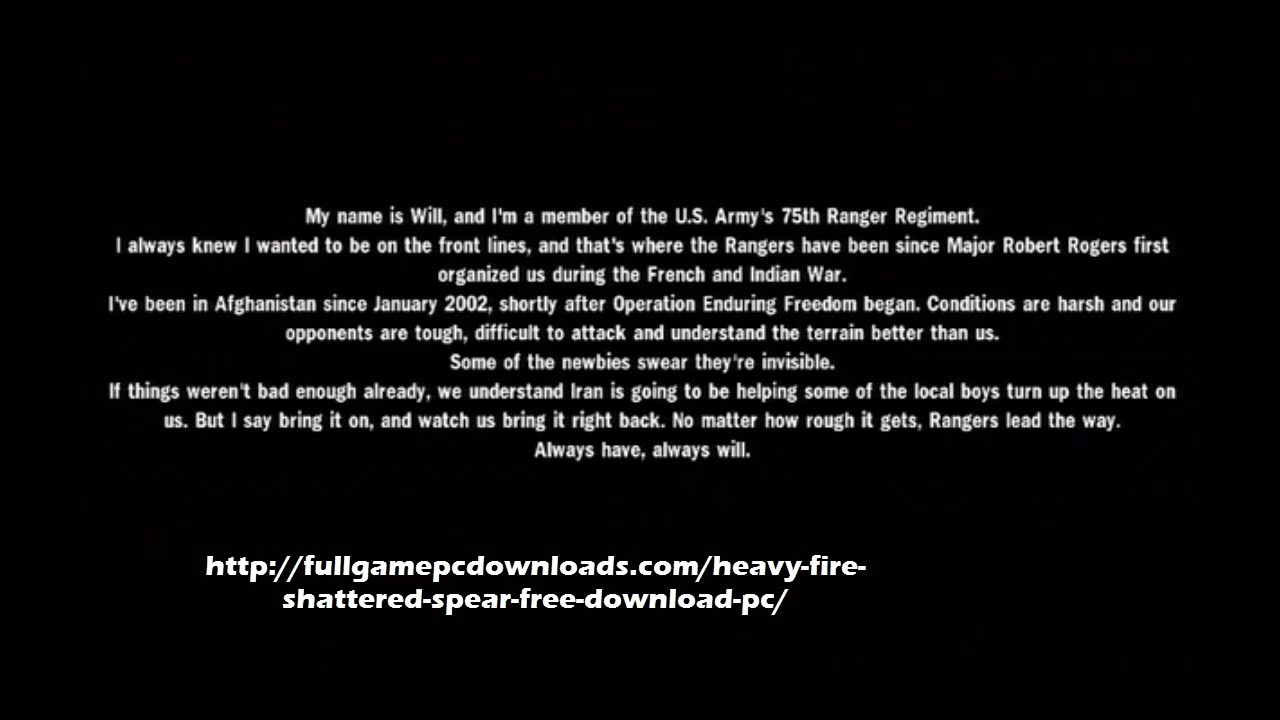 My name is Will, and I'm a member of the U.S. Army's 75th Ranger Regiment.
I always knew I wanted to be on the front lines, and that's where the Rangers have been since Major Robert Rogers first
organized us during the French and Indian War.
I've been in Afghanistan since January 2002, shortly after Operation Enduring Freedom began. Conditions are harsh and our
opponents are tough, difficult to attack and understand the terrain better than us.
Some of the newbies swear they're invisible.
If things weren't bad enough already, we understand Iran is going to be helping some of the local boys turn up the heat on
us. But I say bring it on, and watch us bring it right back. No matter how rough it gets, Rangers lead the way.
Always have, always will.
http://fullgamepcdownloads.com/heavy-fire-
shattered-spear-free-download-pc/